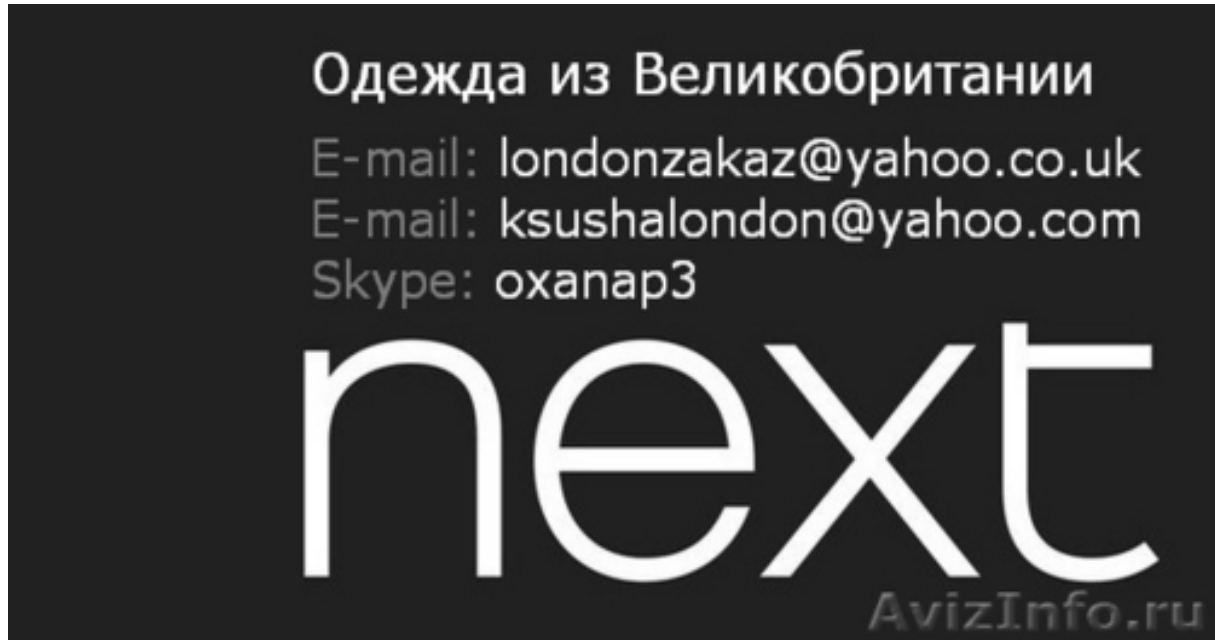 Одежда из Великобритании
E-mail: londonzakaz@yahoo.co.uk
E-mail: ksushalondon@yahoo.com
Skype: oxanap3
next
AvizInfo.ru